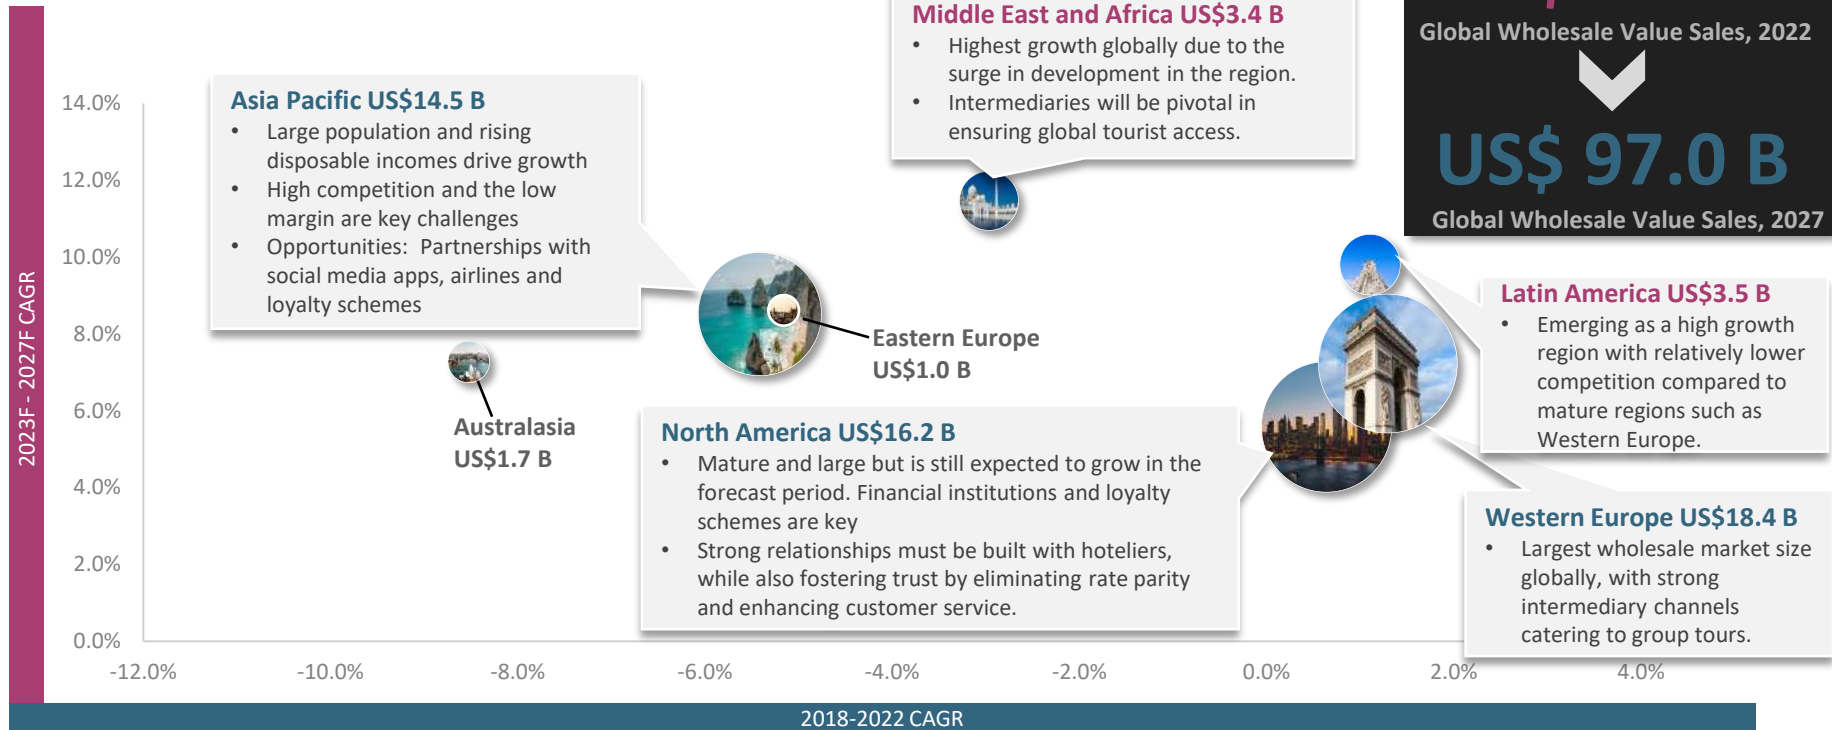 Middle East and Africa US$3.4 B
• Highest growth globally due to the
surge in development in the region.
• Intermediaries will be pivotal in
ensuring global tourist access.
Global Wholesale Value Sales, 2022
US$ 97.0 B
Global Wholesale Value Sales, 2027
Asia Pacific US$14.5 B
• Large population and rising
disposable incomes drive growth
• High competition and the low
margin are key challenges
• Opportunities: Partnerships with
social media apps, airlines and
loyalty schemes
Eastern Europe
US$1.0 B
Australasia
US$1.7 B
Latin America US$3.5 B
• Emerging as a high growth
region with relatively lower
competition compared to
mature regions such as
Western Europe.
North America US$16.2 B
• Mature and large but is still expected to grow in the
forecast period. Financial institutions and loyalty
schemes are key
• Strong relationships must be built with hoteliers,
while also fostering trust by eliminating rate parity
and enhancing customer service.
Western Europe US$18.4 B
• Largest wholesale market size
globally, with strong
intermediary channels
catering to group tours.
2023F - 2027F CAGR
14.0%
12.0%
10.0%
8.0%
6.0%
4.0%
2.0%
0.0%
-12.0%
-10.0%
-8.0%
-6.0%
-4.0%
-2.0%
0.0%
2.0%
4.0%
2018-2022 CAGR